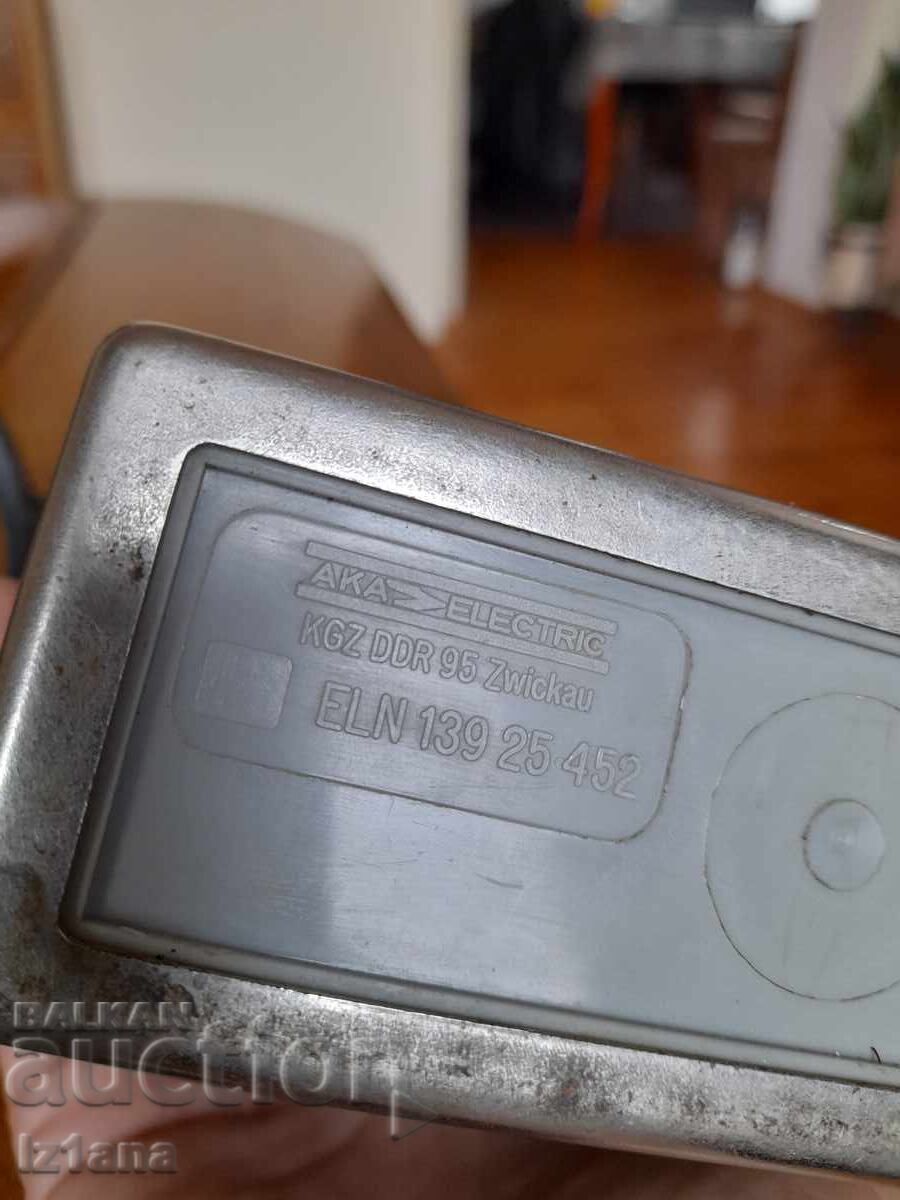 AKA ELECTRIC
KGZ DDR 95 Zwickau
ELN 139 25·452
BALKAN
auction
Iz1ana